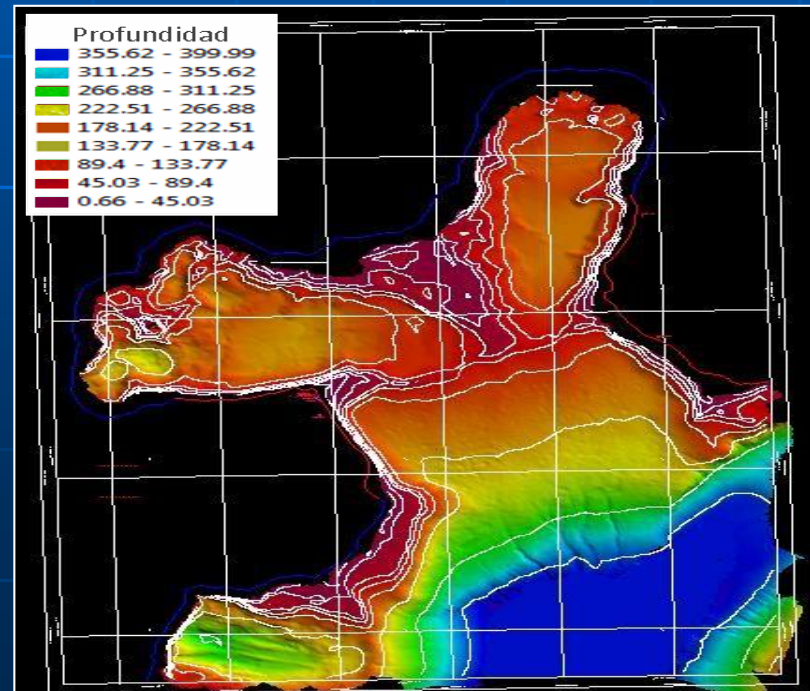 Profundidad
355.62 - 399.99
311.25 - 355.62
266.88 - 311.25
222.51 - 266.88
178.14 - 222.51
133.77 - 178.14
89.4 - 133.77
45.03 - 89.4
0.66 - 45.03